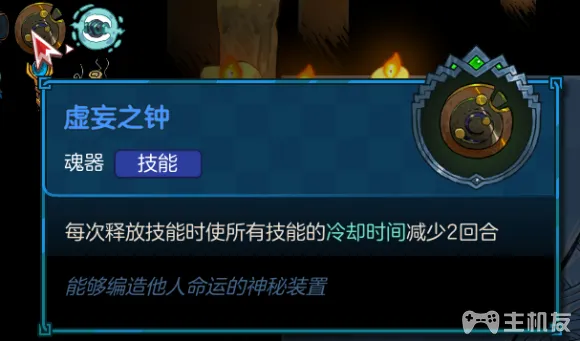 虚妄之钟
魂器 技能
每次释放技能时使所有技能的冷却时间减少2回合
能够编造他人命运的神秘装置
主机友